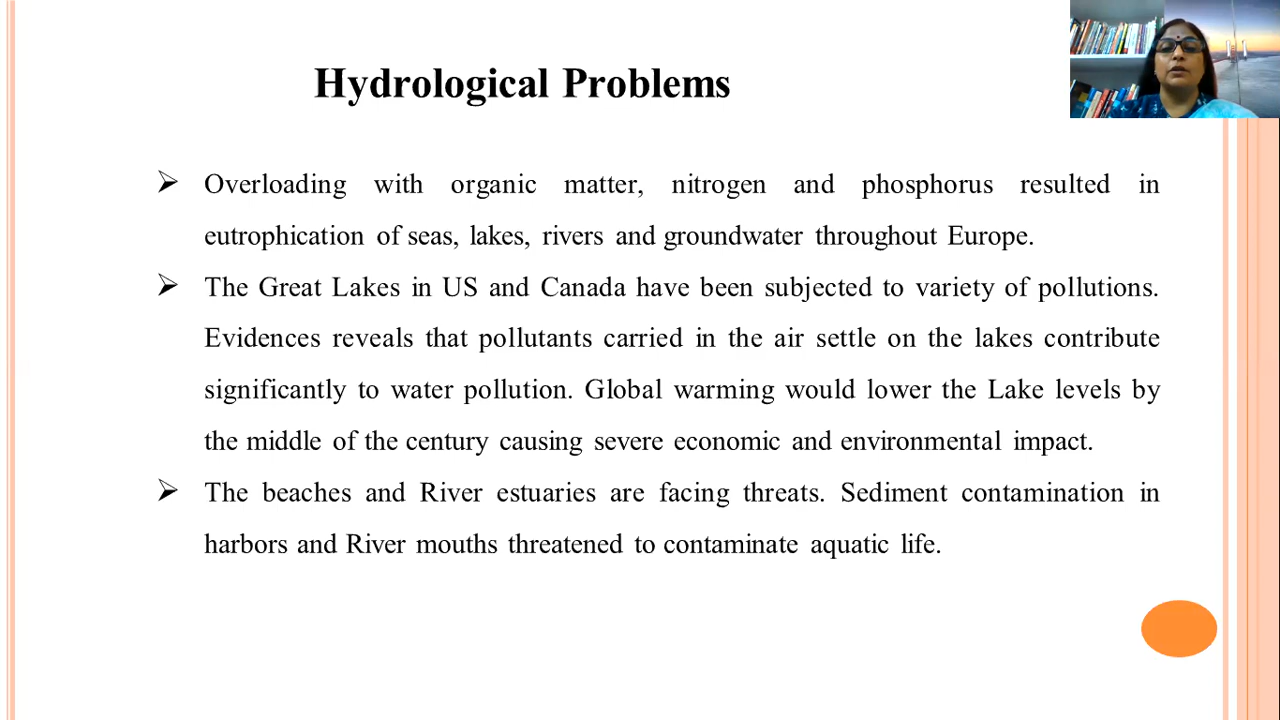 Hydrological Problems
Overloading with organic matter, nitrogen and phosphorus resulted in
eutrophication of seas, lakes, rivers and groundwater throughout Europe.
The Great Lakes in US and Canada have been subjected to variety of pollutions.
Evidences reveals that pollutants carried in the air settle on the lakes contribute
significantly to water pollution. Global warming would lower the Lake levels by
the middle of the century causing severe economic and environmental impact.
The beaches and River estuaries are facing threats. Sediment contamination in
harbors and River mouths threatened to contaminate aquatic life.